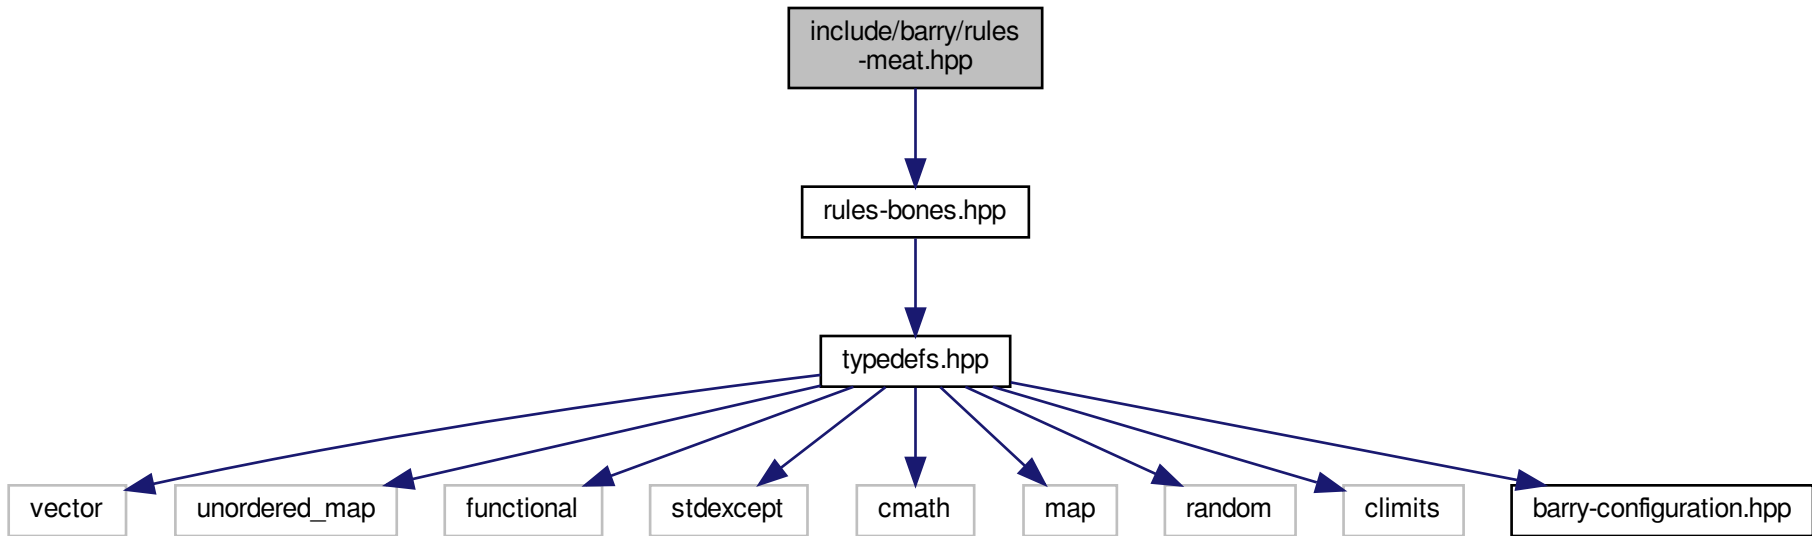 include/barry/rules
-meat.hpp
rules-bones.hpp
typedefs.hpp
vector
unordered_map
functional
stdexcept
cmath
map
random
climits
barry-configuration.hpp